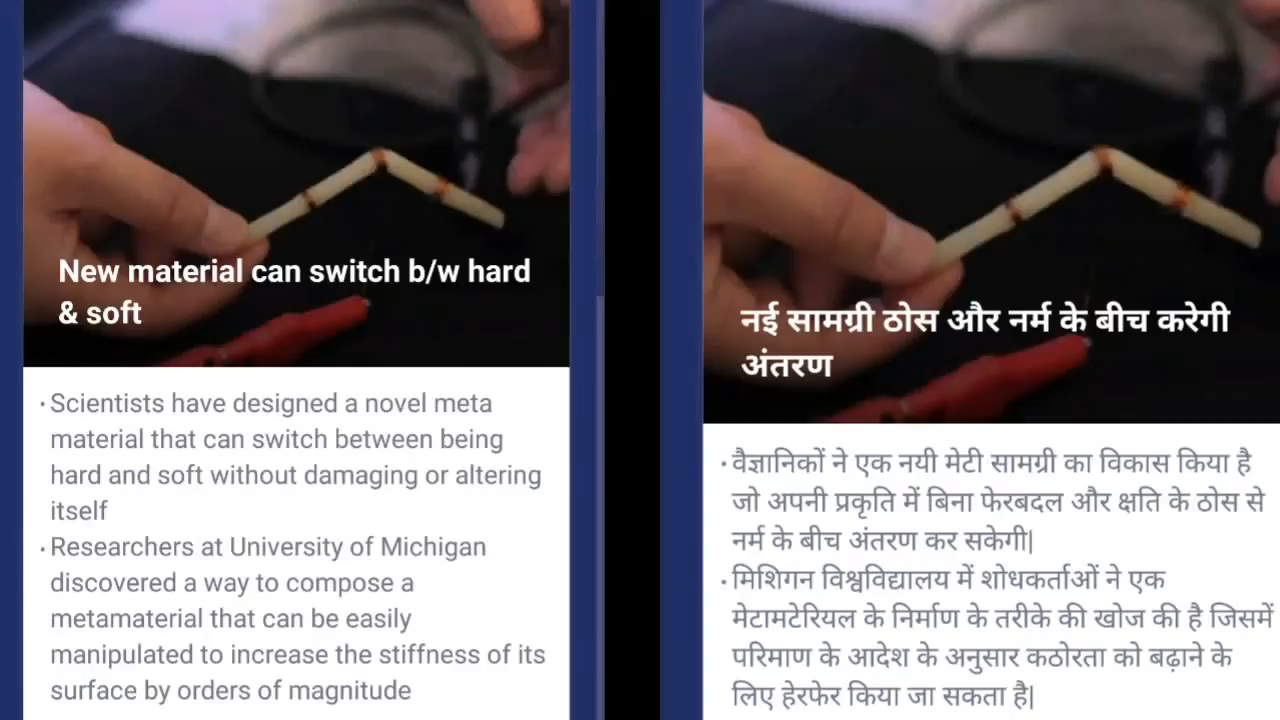 New material can switch b/w hard
& soft
· Scientists have designed a novel meta
material that can switch between being
hard and soft without damaging or altering
itself
· Researchers at University of Michigan
discovered a way to compose a
metamaterial that can be easily
manipulated to increase the stiffness of its
surface by orders of magnitude
नई सामग्री ठोस और नर्म के बीच करेगी
अंतरण
· वैज्ञानिकों ने एक नयी मेटी सामग्री का विकास किया है
जो अपनी प्रकृति में बिना फेरबदल और क्षति के ठोस से
नर्म के बीच अंतरण कर सकेगी|
· मिशिगन विश्वविद्यालय में शोधकर्ताओं ने एक
मेटामटेरियल के निर्माण के तरीके की खोज की है जिसमें
परिमाण के आदेश के अनुसार कठोरता को बढ़ाने के
लिए हेरफेर किया जा सकता है|